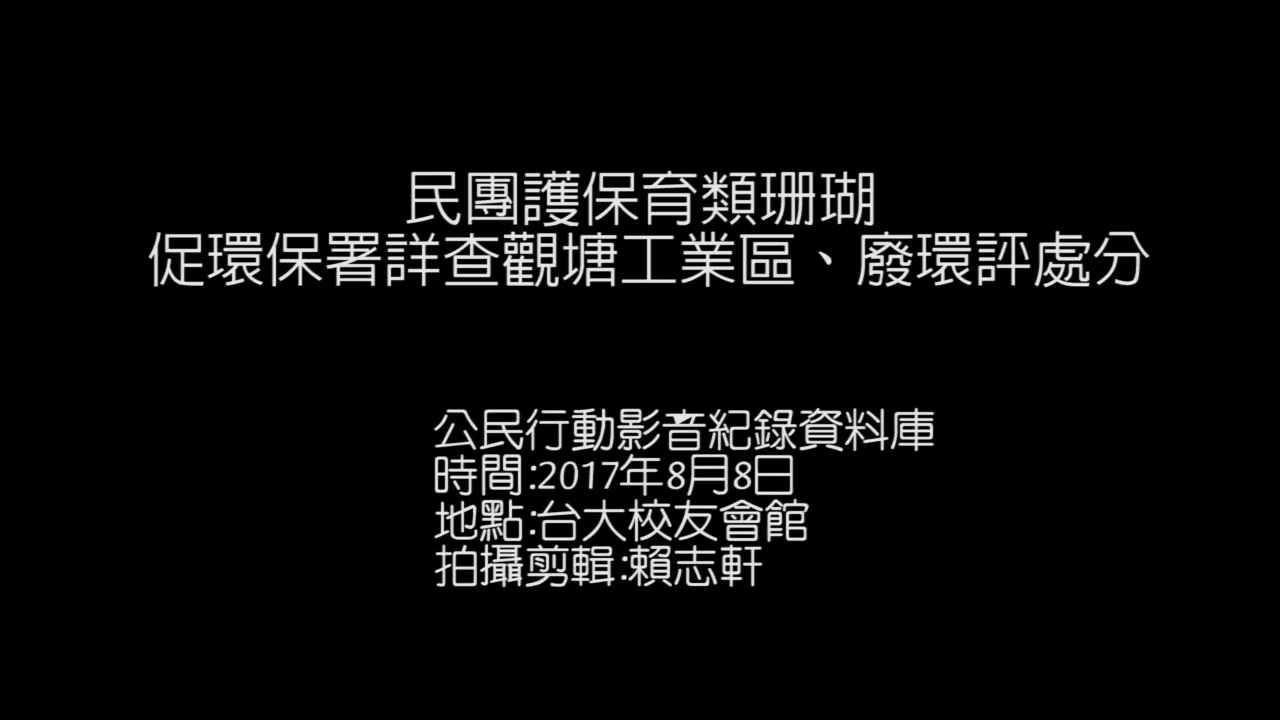 民團護保育類珊瑚
促環保署詳查觀塘工業區、廢環評處分
公民行動影音紀錄資料庫
時間:2017年8月8日
地點:台大校友會館
拍攝剪輯:賴志軒